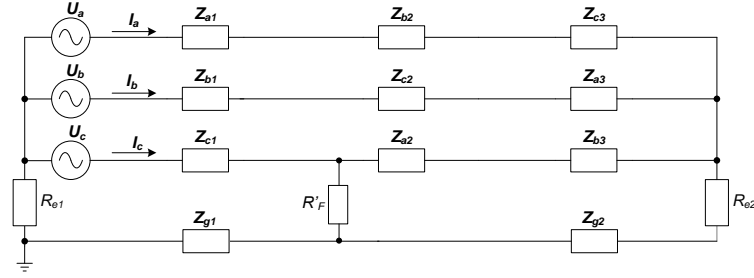 Ua Ia Za1 Zb2 Zc3
Ub Ib Zb1 Zc2 Za3
Uc Ic Zc1 Za2 Zb3
Re1 R'F Re2
Zg1 Zg2